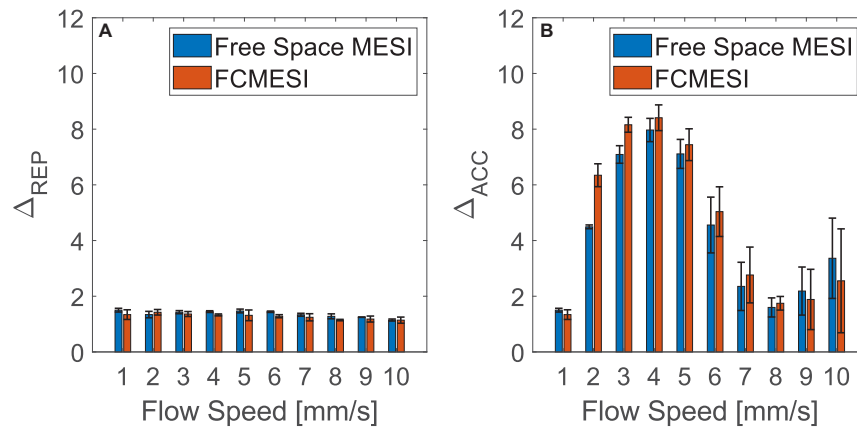 A
Free Space MESI
FCMESI
12
10
8
6
4
2
0
Δ_REP
1 2 3 4 5 6 7 8 9 10
Flow Speed [mm/s]
B
Free Space MESI
FCMESI
12
10
8
6
4
2
0
Δ_ACC
1 2 3 4 5 6 7 8 9 10
Flow Speed [mm/s]